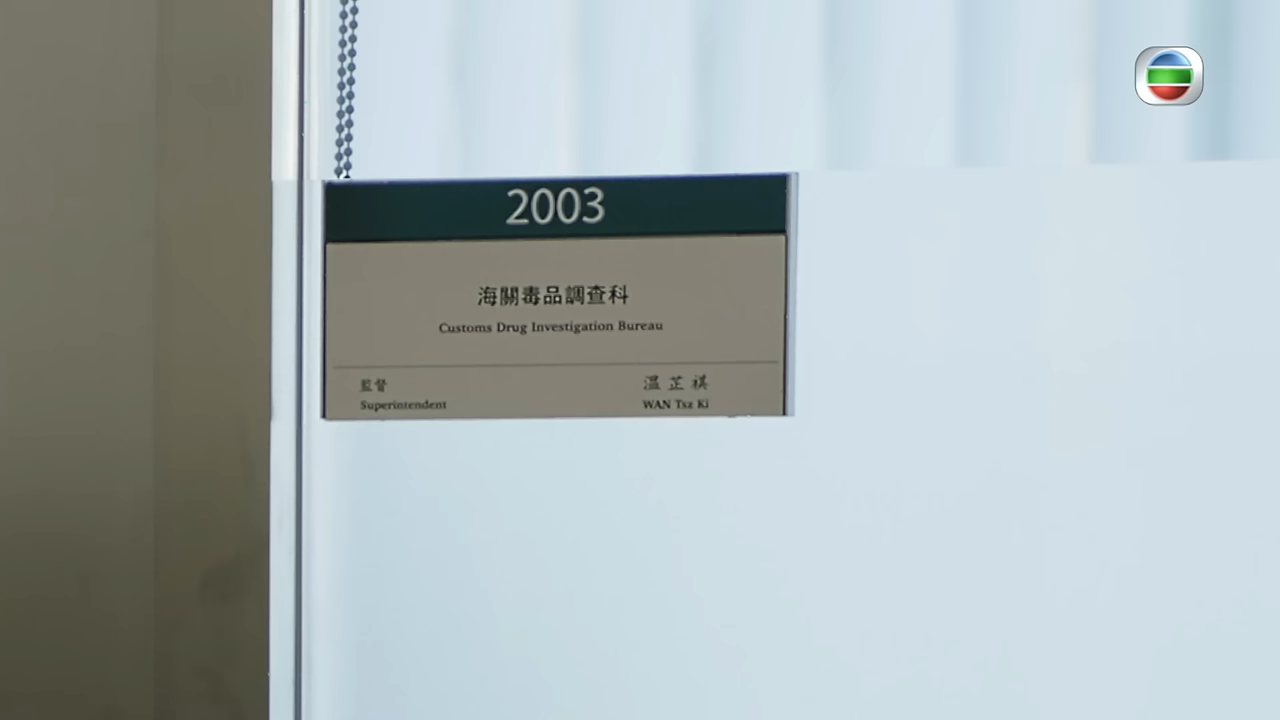 2003
海關毒品調查科
Customs Drug Investigation Bureau
監督 溫芷祺
Superintendent WAN Tsz Ki